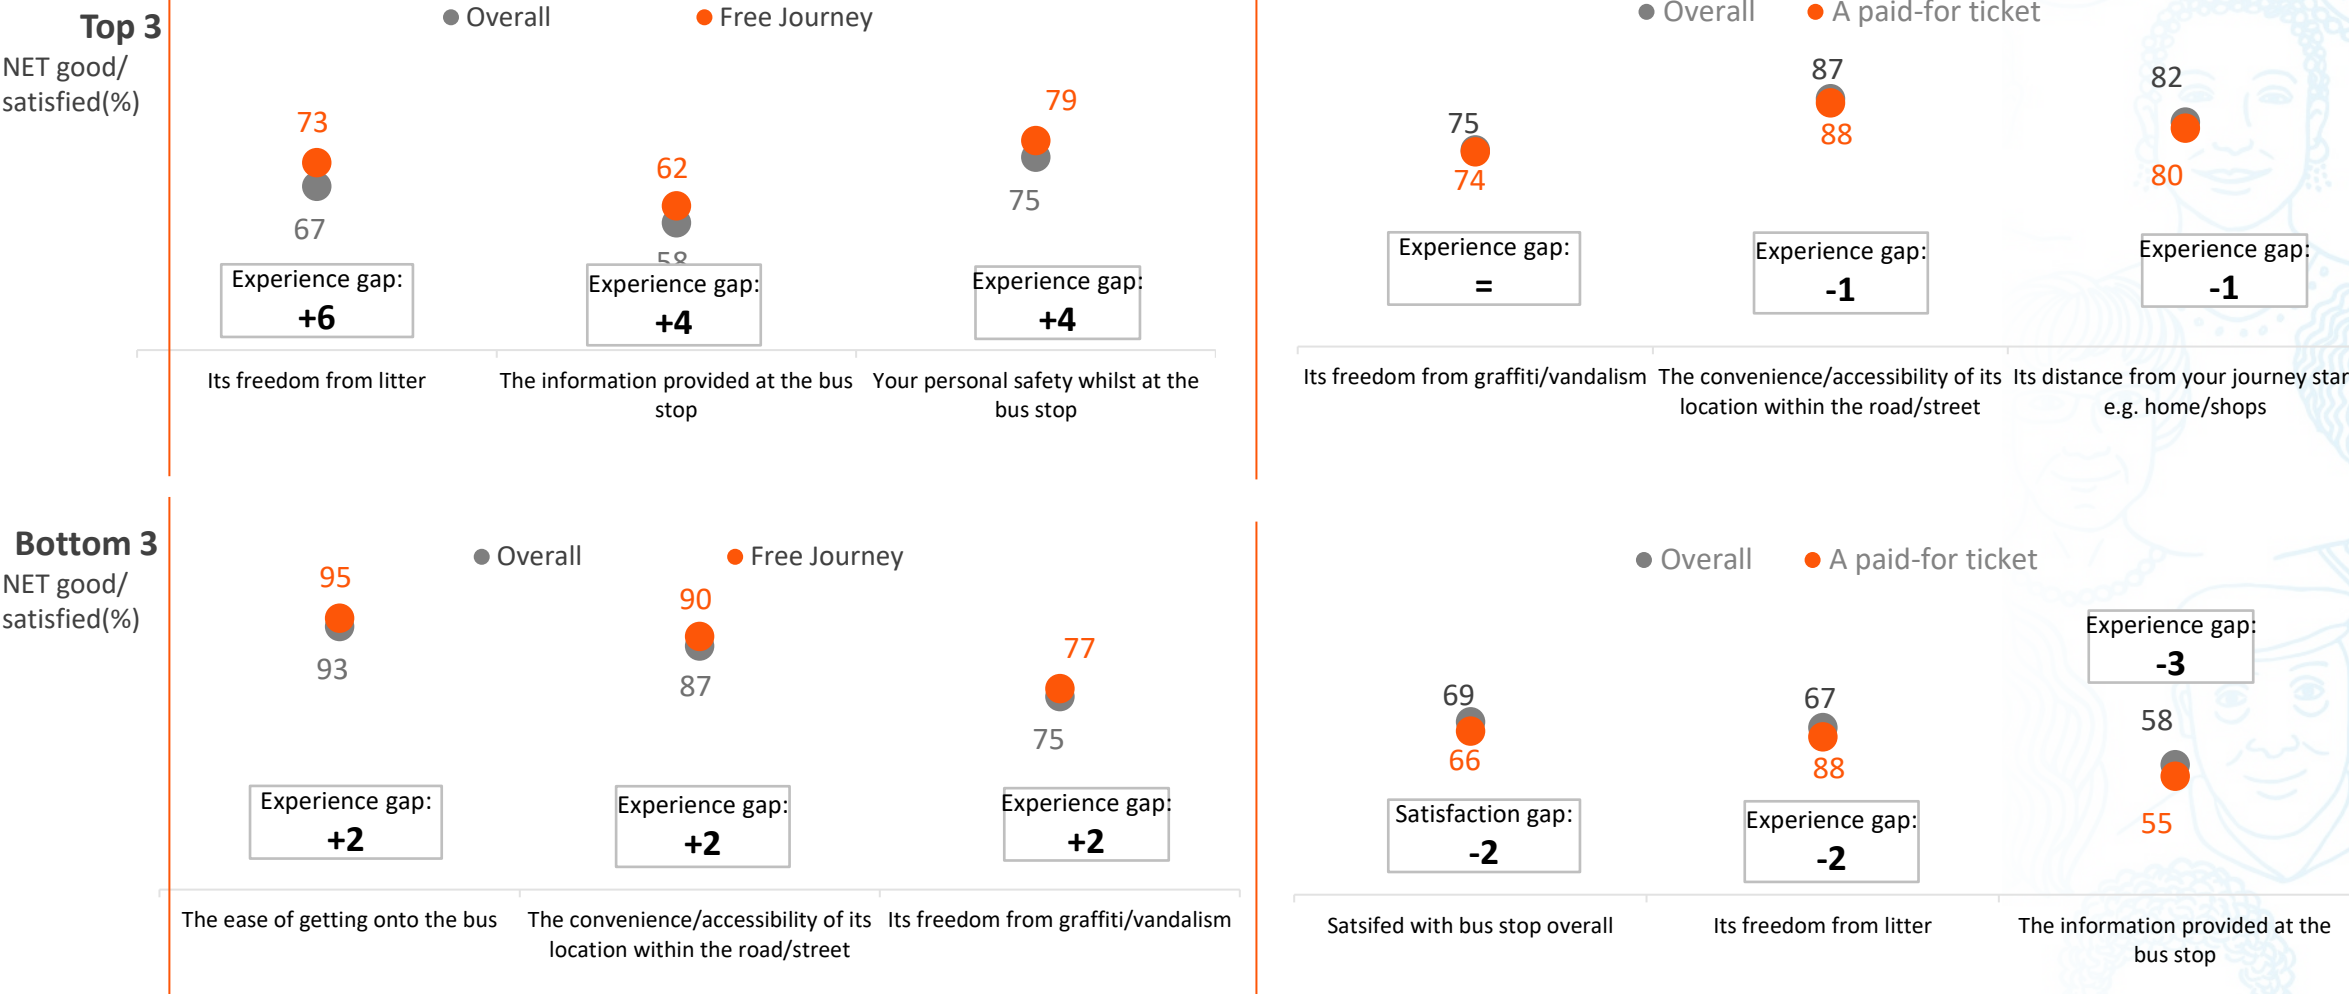 Top 3
NET good/
satisfied(%)
Overall
Free Journey
73
67
62
58
79
75
Experience gap:
+6
Experience gap:
+4
Experience gap:
+4
Its freedom from litter
The information provided at the bus
stop
Your personal safety whilst at the
bus stop
Overall
A paid-for ticket
75
74
87
88
82
80
Experience gap:
=
Experience gap:
-1
Experience gap:
-1
Its freedom from graffiti/vandalism
The convenience/accessibility of its
location within the road/street
Its distance from your journey star
e.g. home/shops
Bottom 3
NET good/
satisfied(%)
Overall
Free Journey
95
93
90
87
77
75
Experience gap:
+2
Experience gap:
+2
Experience gap:
+2
The ease of getting onto the bus
The convenience/accessibility of its
location within the road/street
Its freedom from graffiti/vandalism
Overall
A paid-for ticket
69
66
67
88
Experience gap:
-3
58
55
Satisfaction gap:
-2
Experience gap:
-2
Satsifed with bus stop overall
Its freedom from litter
The information provided at the
bus stop